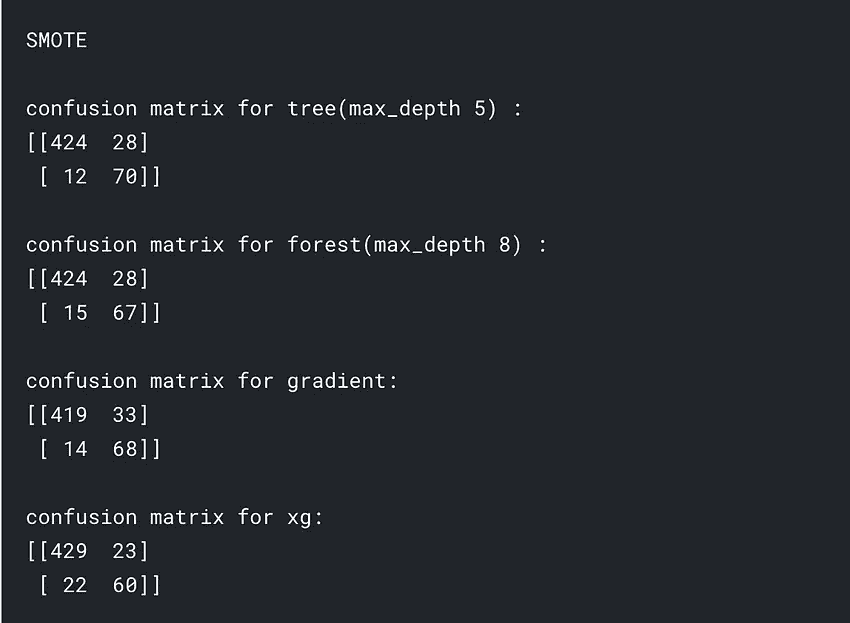 SMOTE
confusion matrix for tree(max_depth 5) :
[[424  28]
 [ 12  70]]
confusion matrix for forest(max_depth 8) :
[[424  28]
 [ 15  67]]
confusion matrix for gradient:
[[419  33]
 [ 14  68]]
confusion matrix for xg:
[[429  23]
 [ 22  60]]